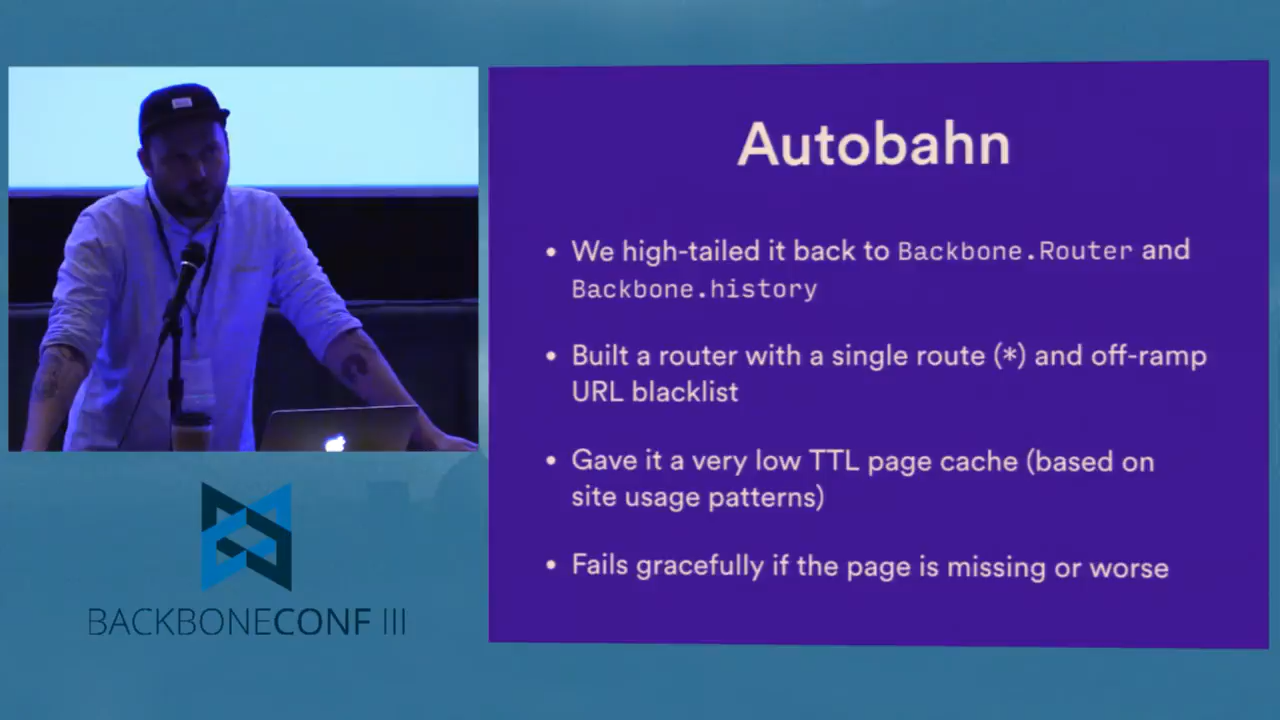 Autobahn
• We high-tailed it back to Backbone.Router and
Backbone.history
• Built a router with a single route (*) and off-ramp
URL blacklist
• Gave it a very low TTL page cache (based on
site usage patterns)
• Fails gracefully if the page is missing or worse
BACKBONECONF III